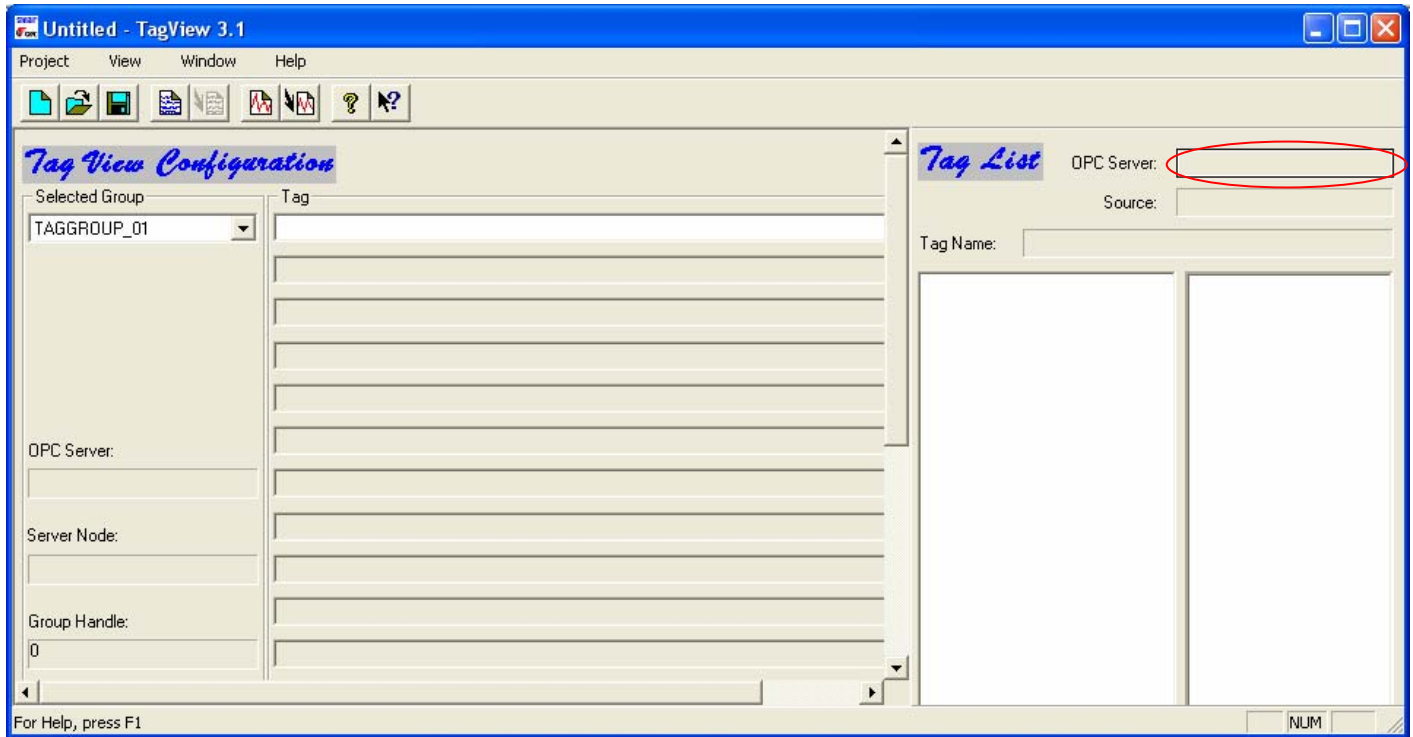 Untitled - TagView 3.1
Project View Window Help
Tag View Configuration
Selected Group
TAGGROUP_01
OPC Server:
Server Node:
Group Handle:
0
Tag
Tag List
OPC Server:
Source:
Tag Name:
For Help, press F1
NUM